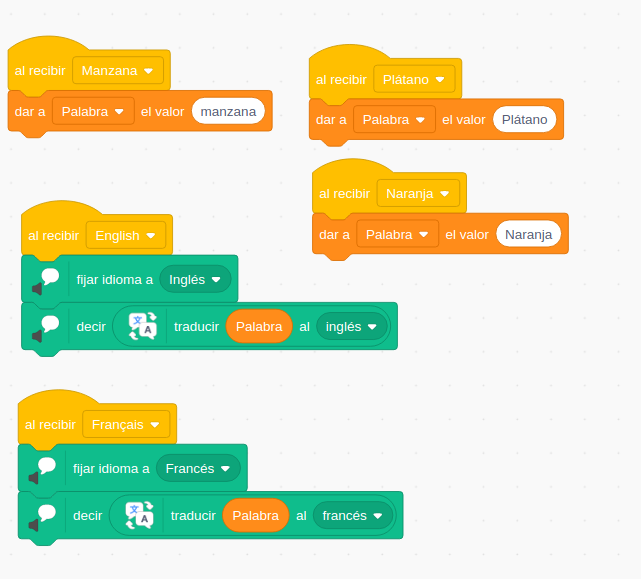 al recibir Manzana
dar a Palabra el valor manzana
al recibir Plátano
dar a Palabra el valor Plátano
al recibir Naranja
dar a Palabra el valor Naranja
al recibir English
fijar idioma a Inglés
decir 文 A traducir Palabra al inglés
al recibir Français
fijar idioma a Francés
decir 文 A traducir Palabra al francés